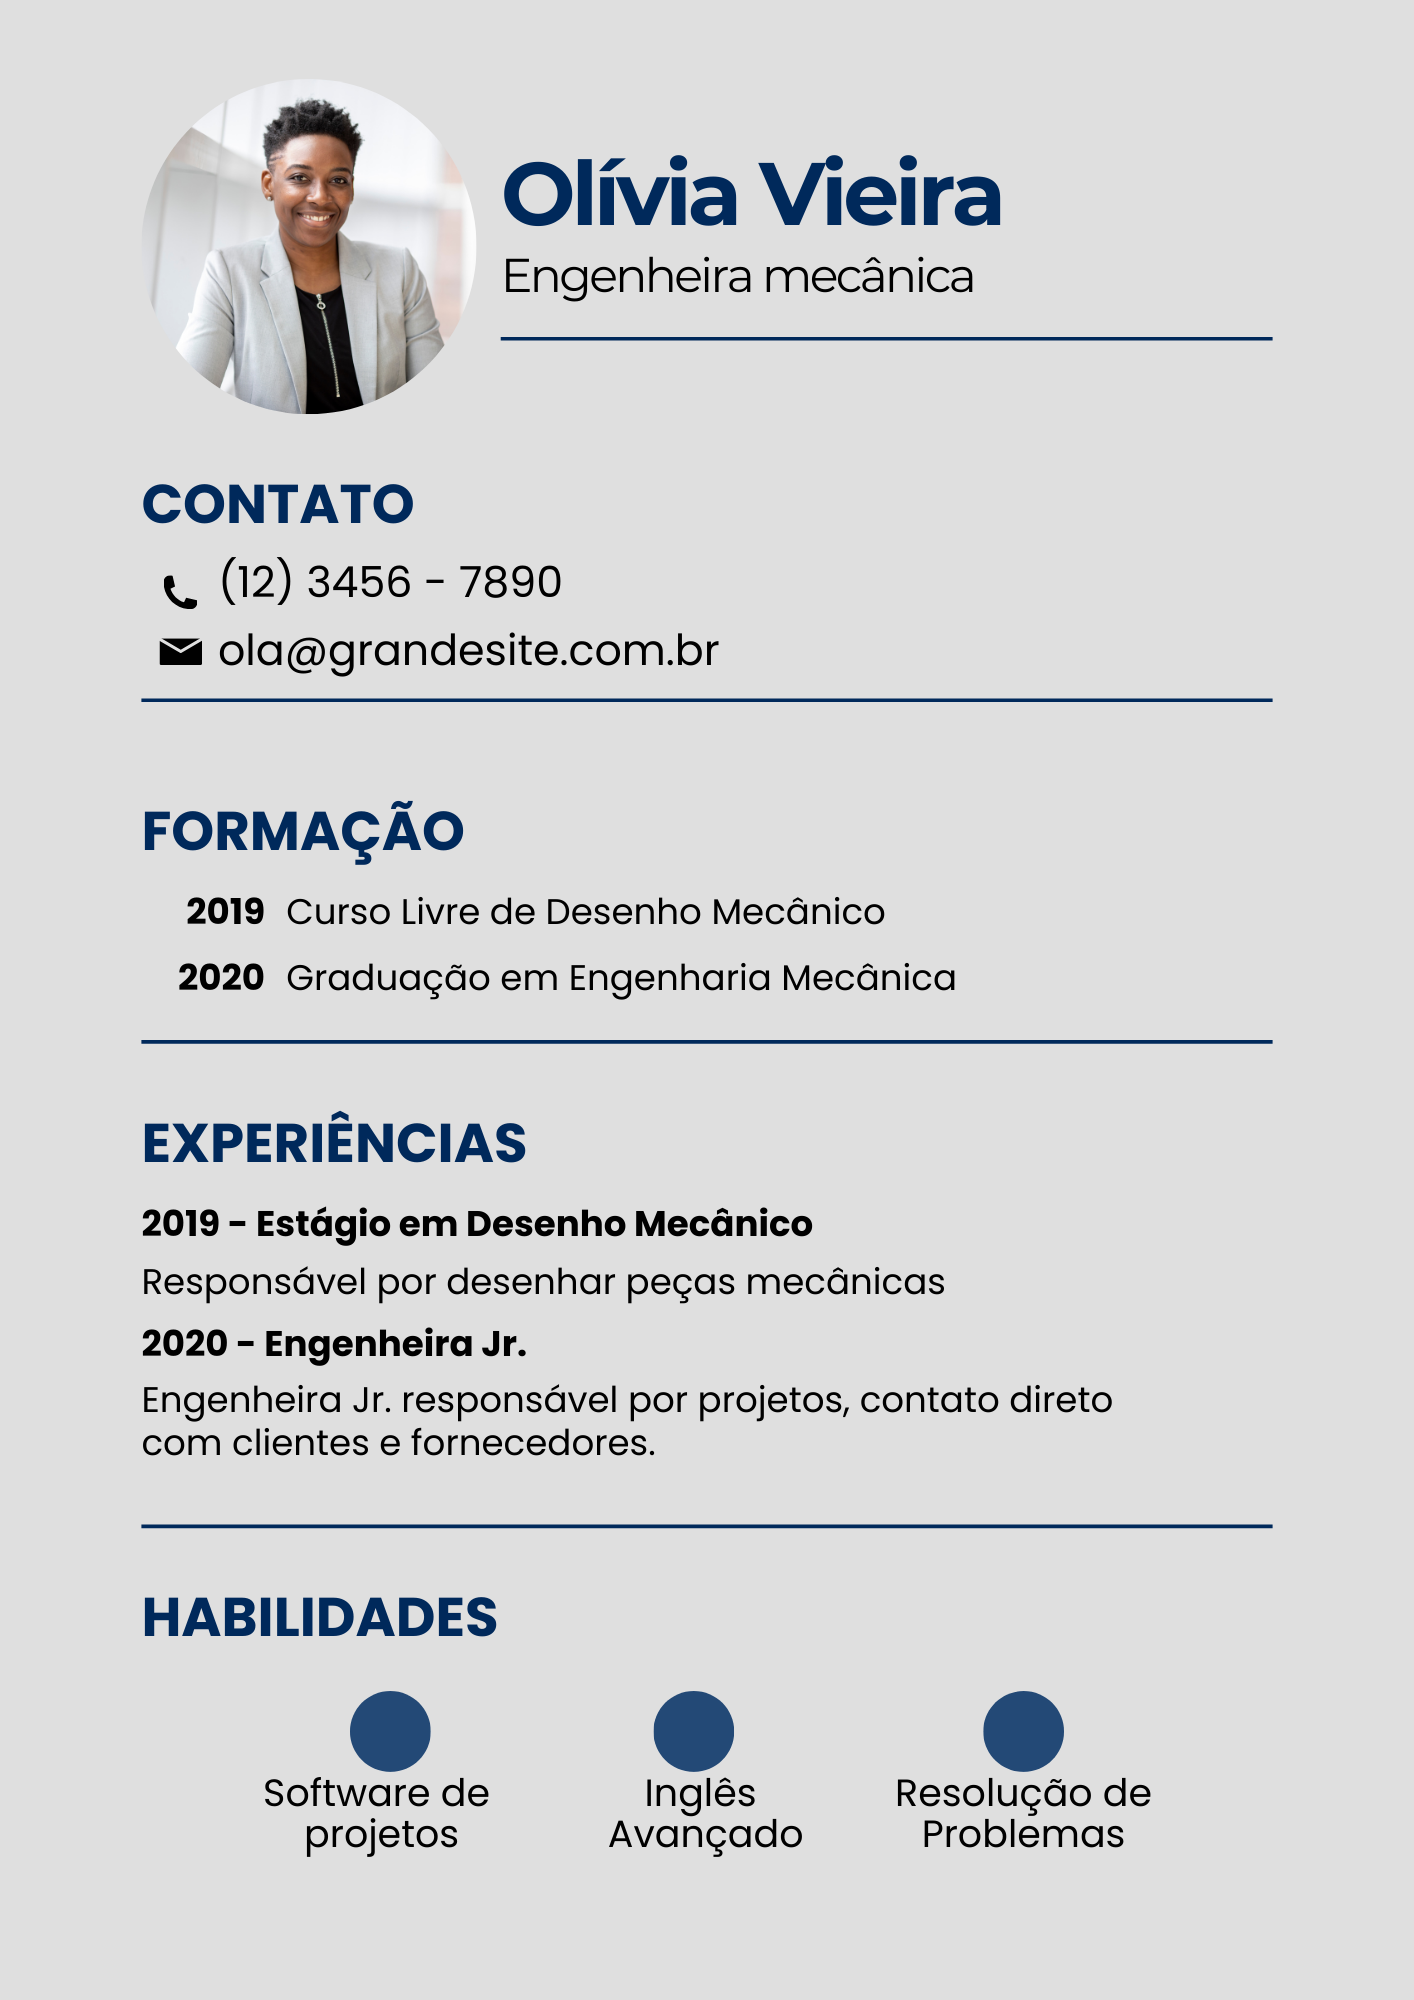 Olívia Vieira
Engenheira mecânica
CONTATO
(12) 3456 - 7890
ola@grandesite.com.br
FORMAÇÃO
2019 Curso Livre de Desenho Mecânico
2020 Graduação em Engenharia Mecânica
EXPERIÊNCIAS
2019 - Estágio em Desenho Mecânico
Responsável por desenhar peças mecânicas
2020 - Engenheira Jr.
Engenheira Jr. responsável por projetos, contato direto
com clientes e fornecedores.
HABILIDADES
Software de
projetos
Inglês
Avançado
Resolução de
Problemas